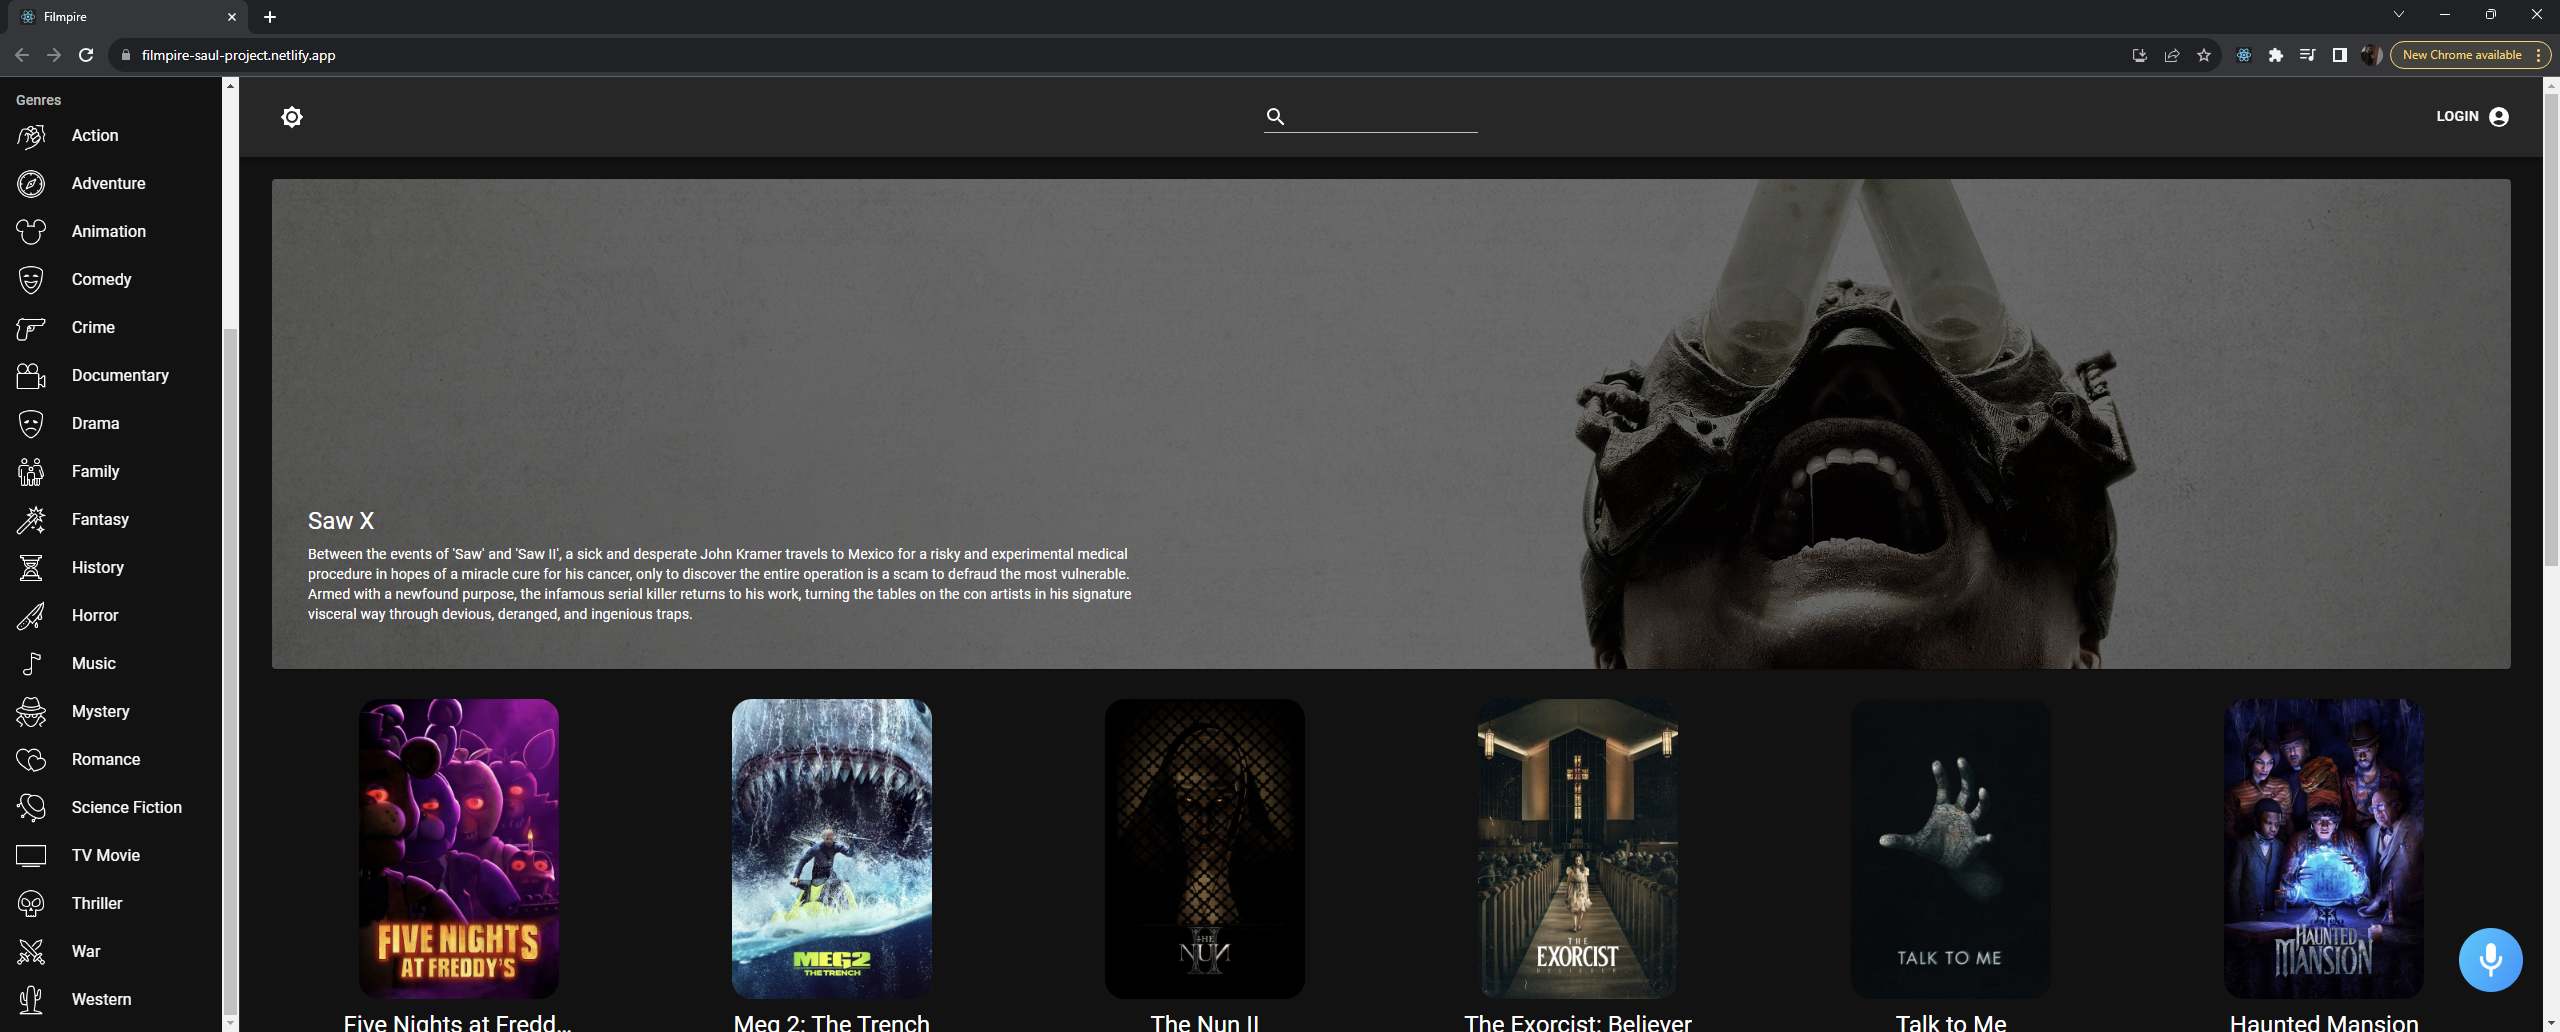 Filmpire
filmpire-saul-project.netlify.app
New Chrome available
Genres
Action
Adventure
Animation
Comedy
Crime
Documentary
Drama
Family
Fantasy
History
Horror
Music
Mystery
Romance
Science Fiction
TV Movie
Thriller
War
Western
LOGIN
Saw X
Between the events of 'Saw' and 'Saw II', a sick and desperate John Kramer travels to Mexico for a risky and experimental medical
procedure in hopes of a miracle cure for his cancer, only to discover the entire operation is a scam to defraud the most vulnerable.
Armed with a newfound purpose, the infamous serial killer returns to his work, turning the tables on the con artists in his signature
visceral way through devious, deranged, and ingenious traps.
FIVE NIGHTS
AT FREDDY'S
Five Nights at Fredd...
MEG2
THE TRENCH
Meg 2: The Trench
THE
NUN
II
The Nun II
THE
EXORCIST
BELIEVER
The Exorcist: Believer
TALK TO ME
Talk to Me
HAUNTED
MANSION
Haunted Mansion